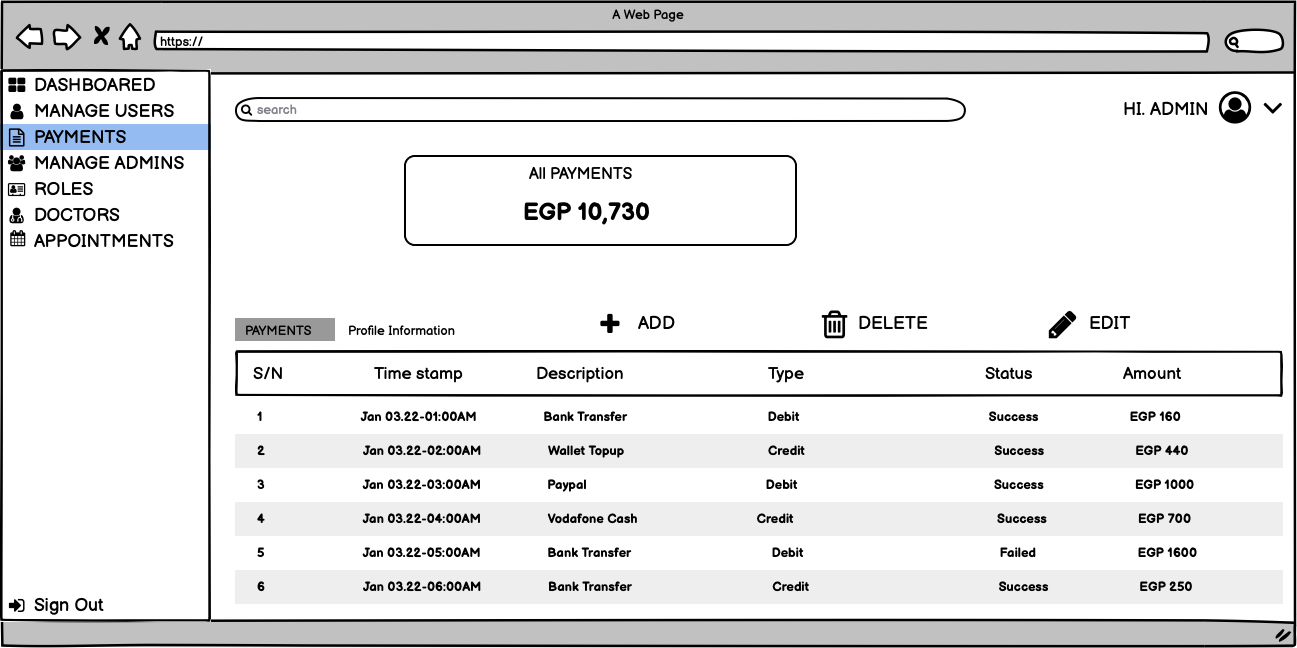 A Web Page
https://
DASHBOARED
MANAGE USERS
PAYMENTS
MANAGE ADMINS
ROLES
DOCTORS
APPOINTMENTS
Sign Out
search
HI. ADMIN
All PAYMENTS
EGP 10,730
PAYMENTS Profile Information ADD DELETE EDIT
S/N Time stamp Description Type Status Amount
1 Jan 03.22-01:00AM Bank Transfer Debit Success EGP 160
2 Jan 03.22-02:00AM Wallet Topup Credit Success EGP 440
3 Jan 03.22-03:00AM Paypal Debit Success EGP 1000
4 Jan 03.22-04:00AM Vodafone Cash Credit Success EGP 700
5 Jan 03.22-05:00AM Bank Transfer Debit Failed EGP 1600
6 Jan 03.22-06:00AM Bank Transfer Credit Success EGP 250